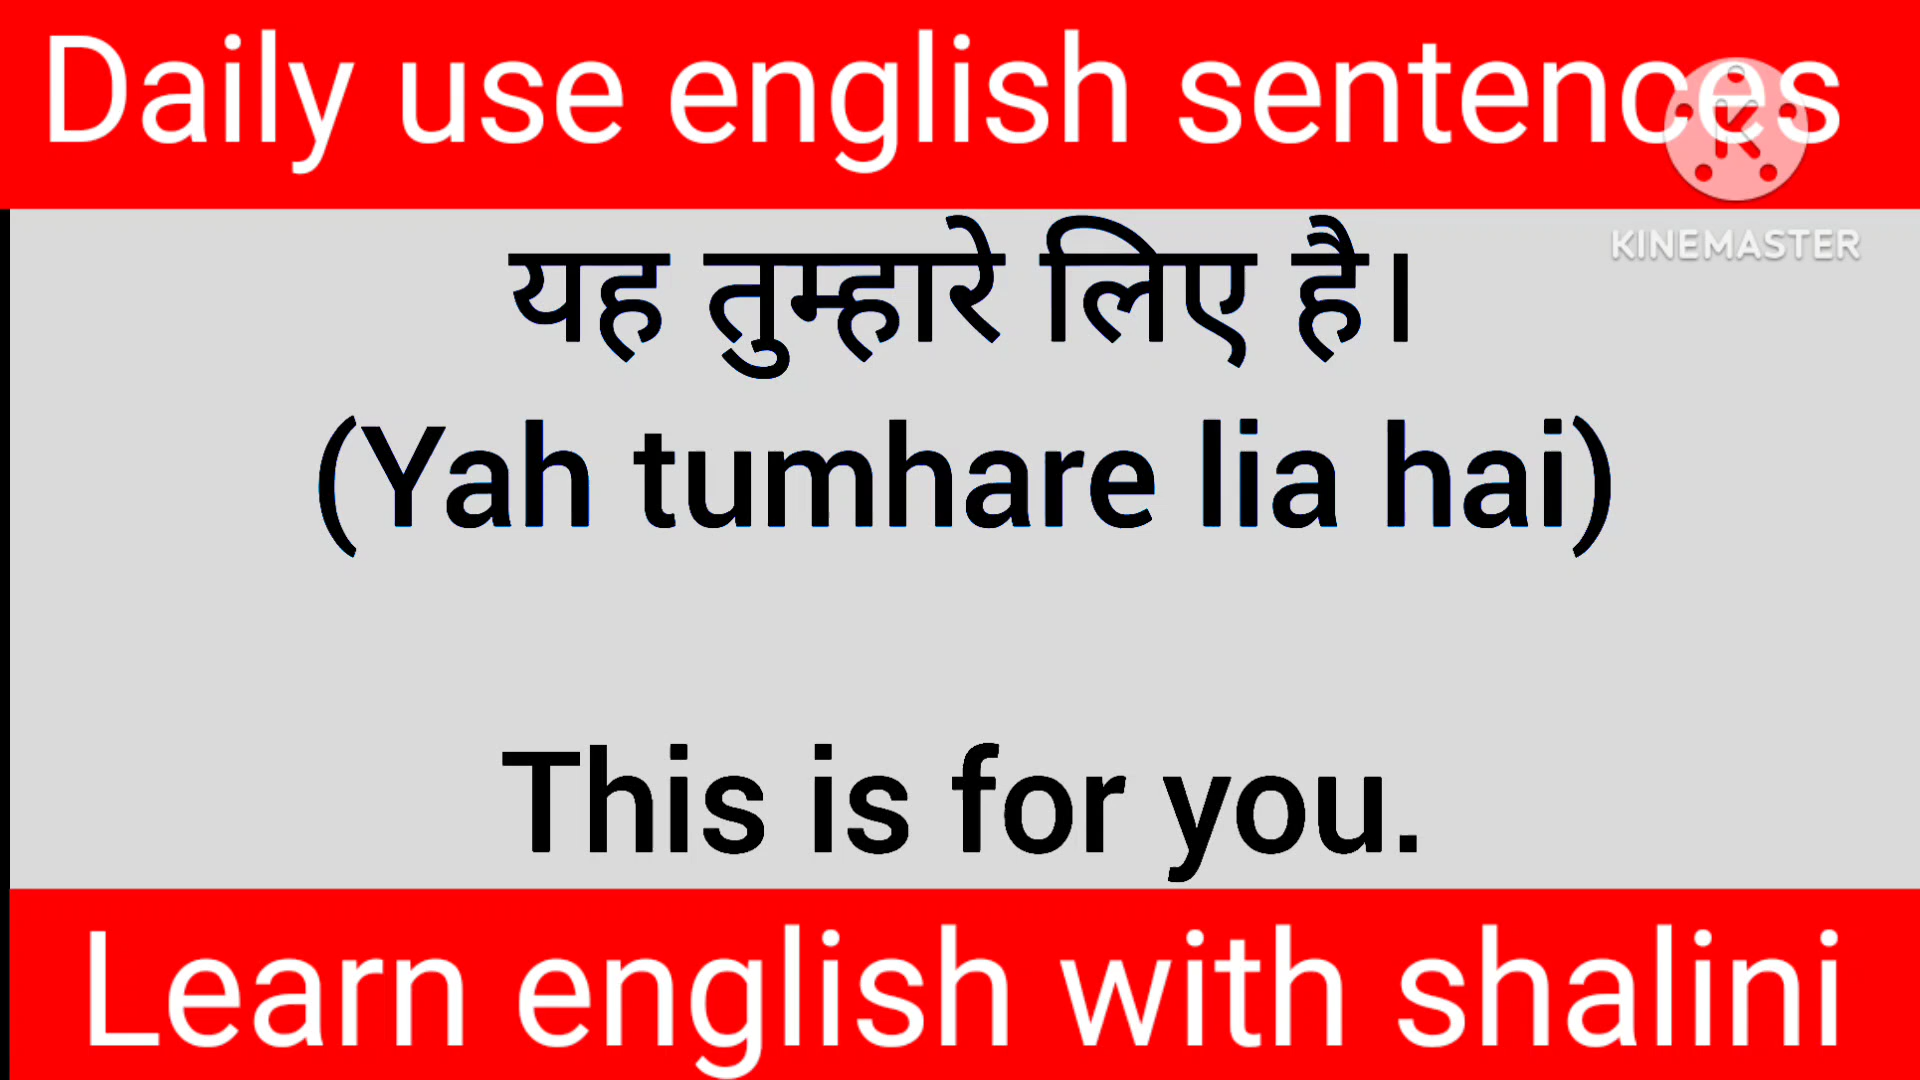 Daily use english sentences
KINEMASTER
यह तुम्हारे लिए है।
(Yah tumhare lia hai)
This is for you.
Learn english with shalini